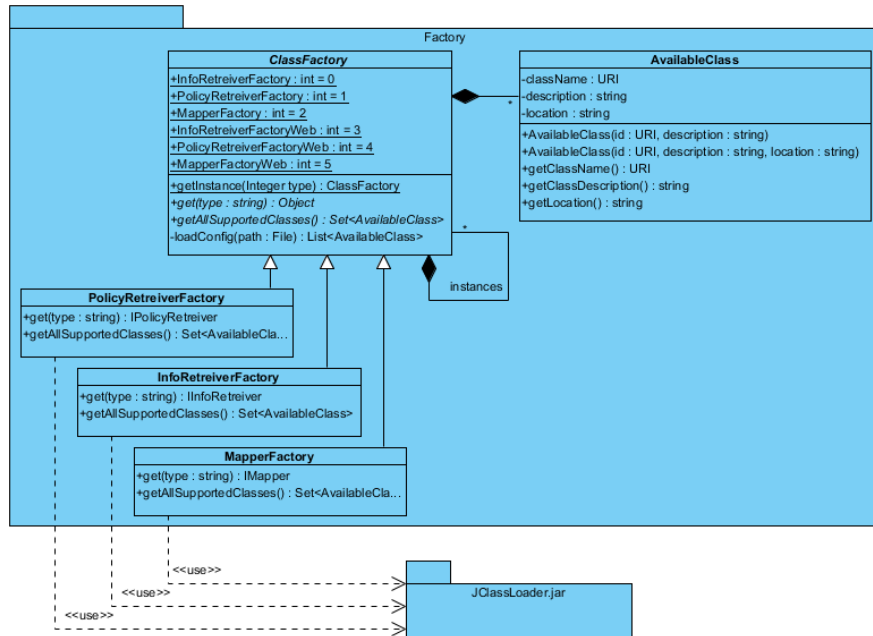 Factory
ClassFactory
+InfoRetreiverFactory : int = 0
+PolicyRetreiverFactory : int = 1
+MapperFactory : int = 2
+InfoRetreiverFactoryWeb : int = 3
+PolicyRetreiverFactoryWeb : int = 4
+MapperFactoryWeb : int = 5
+getInstance(Integer type) : ClassFactory
+get(type : string) : Object
+getAllSupportedClasses() : Set<AvailableClass>
-loadConfig(path : File) : List<AvailableClass>
AvailableClass
-className : URI
-description : string
-location : string
+AvailableClass(id : URI, description : string)
+AvailableClass(id : URI, description : string, location : string)
+getClassName() : URI
+getClassDescription() : string
+getLocation() : string
*
*
instances
PolicyRetreiverFactory
+get(type : string) : IPolicyRetreiver
+getAllSupportedClasses() : Set<AvailableCla...
InfoRetreiverFactory
+get(type : string) : IInfoRetreiver
+getAllSupportedClasses() : Set<AvailableClass>
MapperFactory
+get(type : string) : IMapper
+getAllSupportedClasses() : Set<AvailableCla...
<<use>>
<<use>>
<<use>>
JClassLoader.jar